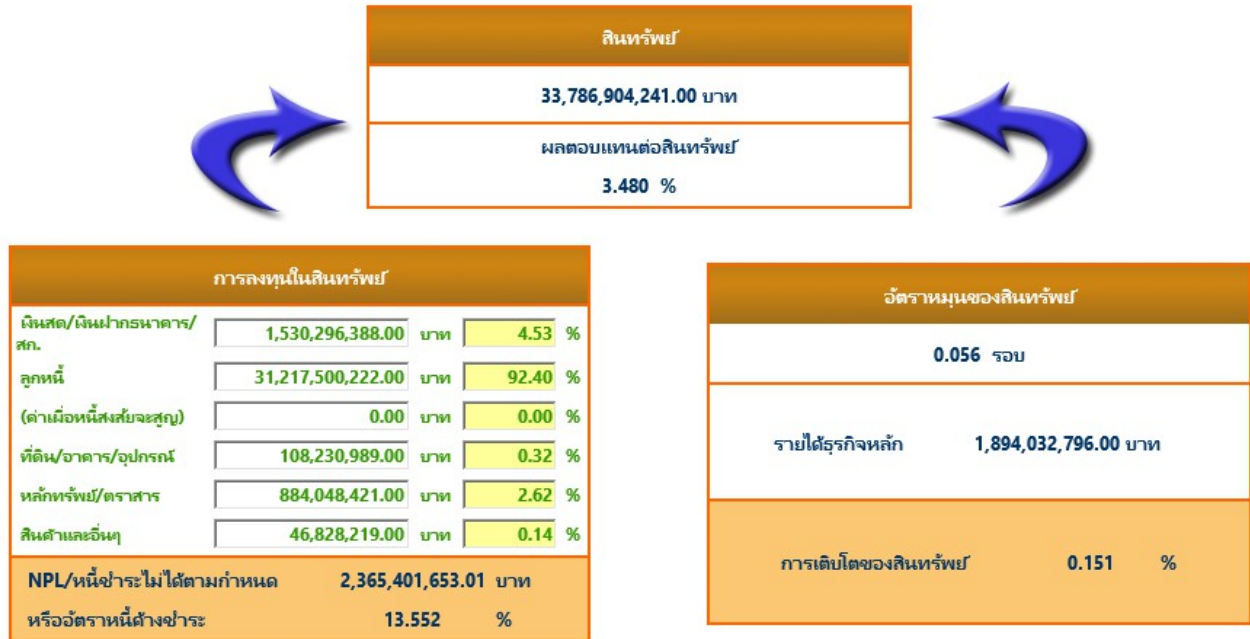 สินทรัพย์
33,786,904,241.00 บาท
ผลตอบแทนต่อสินทรัพย์
3.480 %
การลงทุนในสินทรัพย์
เงินสด/เงินฝากธนาคาร/
สก.
1,530,296,388.00 บาท 4.53 %
ลูกหนี้ 31,217,500,222.00 บาท 92.40 %
(ค่าเผื่อหนี้สงสัยจะสูญ) 0.00 บาท 0.00 %
ที่ดิน/อาคาร/อุปกรณ์ 108,230,989.00 บาท 0.32 %
หลักทรัพย์/ตราสาร 884,048,421.00 บาท 2.62 %
สินค้าและอื่นๆ 46,828,219.00 บาท 0.14 %
NPL/หนี้ชำระไม่ได้ตามกำหนด 2,365,401,653.01 บาท
หรืออัตราหนี้ค้างชำระ 13.552 %
อัตราหมุนของสินทรัพย์
0.056 รอบ
รายได้ธุรกิจหลัก 1,894,032,796.00 บาท
การเติบโตของสินทรัพย์ 0.151 %